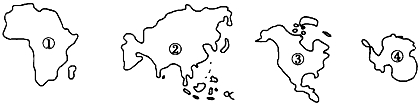 ① ② ③ ④